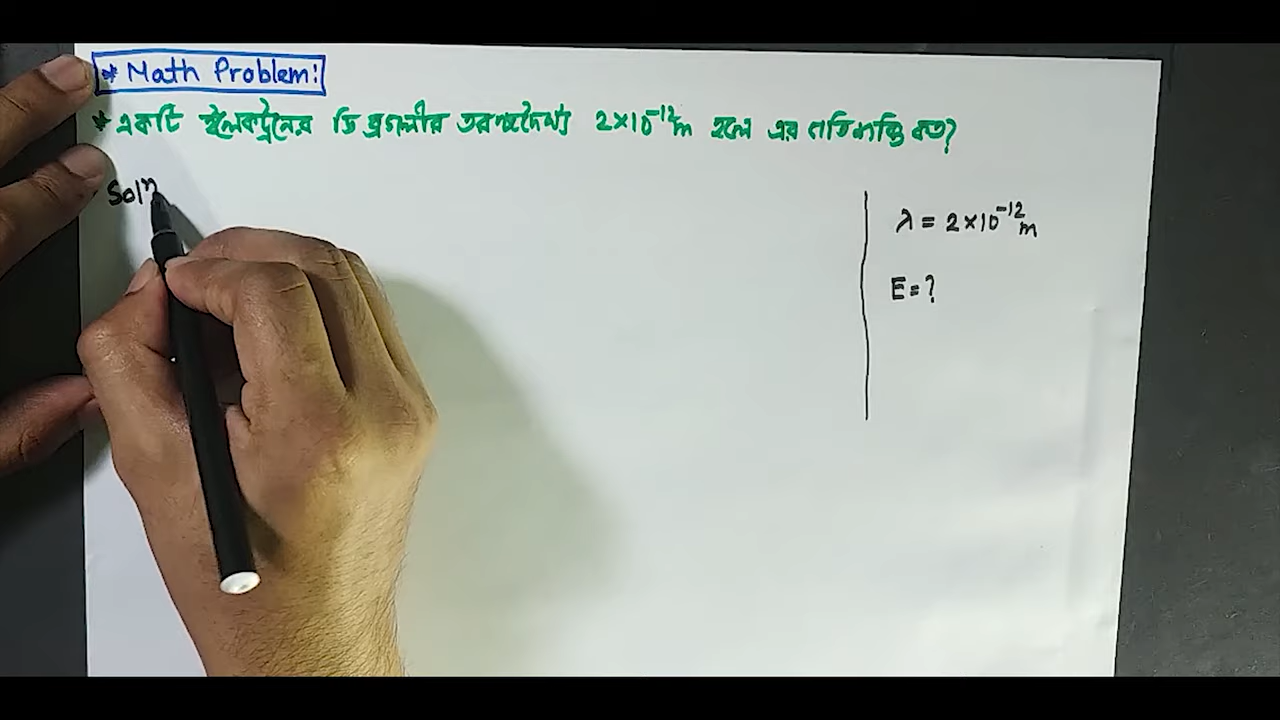 * Math Problem:
* একটি ইলেকট্রনের ডি ব্রগলীর তরঙ্গদৈর্ঘ্য 2×10⁻¹²m হলে এর গতিশক্তি কত?
Solⁿ
λ = 2×10⁻¹² m
E = ?